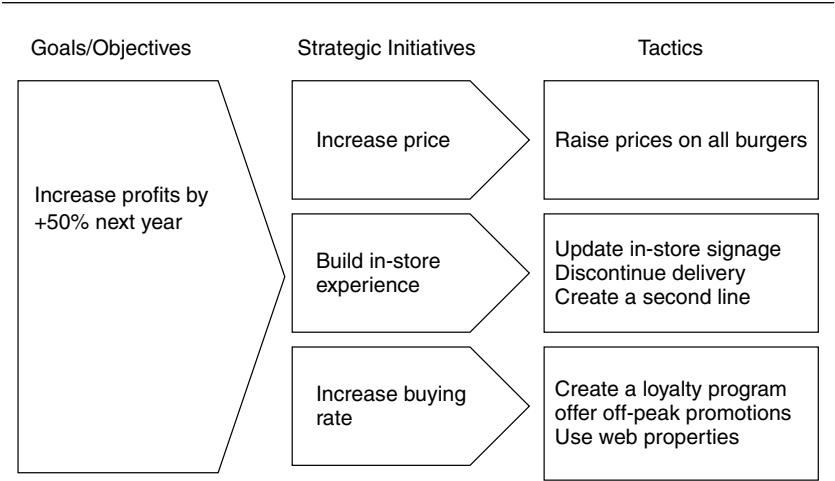 Goals/Objectives
Strategic Initiatives
Tactics
Increase profits by
+50% next year
Increase price
Raise prices on all burgers
Build in-store
experience
Update in-store signage
Discontinue delivery
Create a second line
Increase buying
rate
Create a loyalty program
offer off-peak promotions
Use web properties